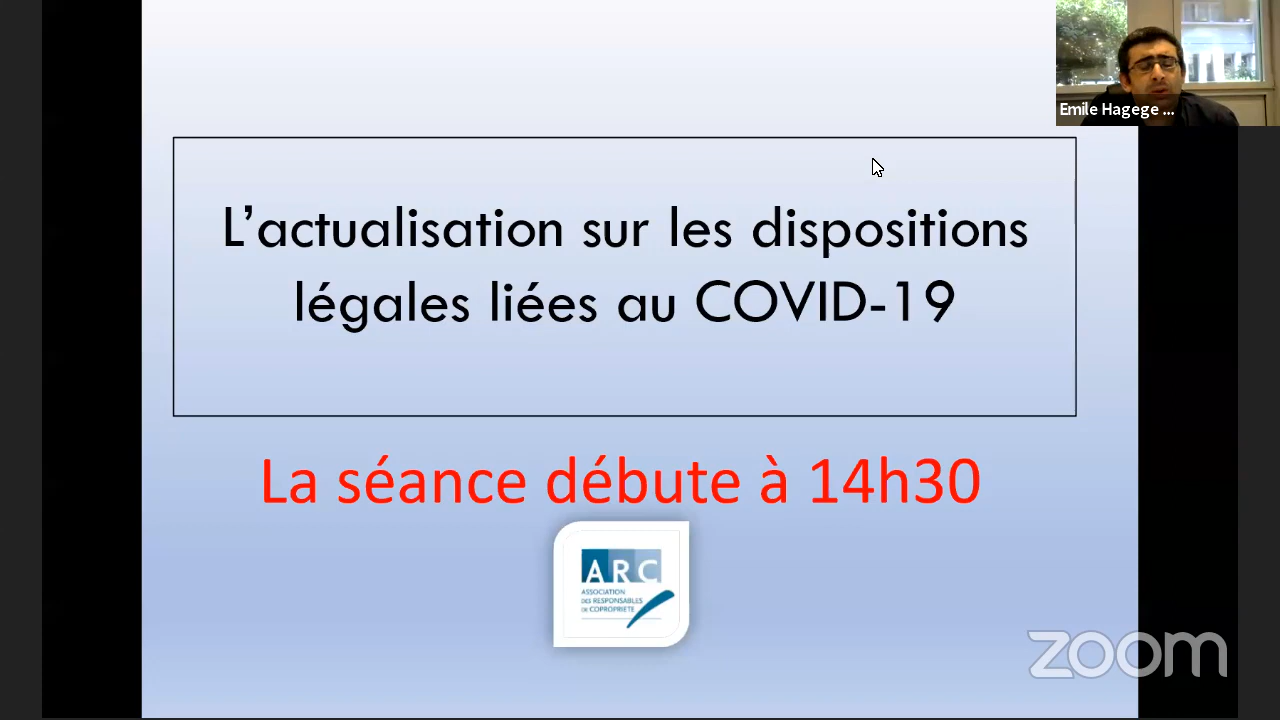 Emile Hagege ...
L’actualisation sur les dispositions
légales liées au COVID-19
La séance débute à 14h30
ARC
ASSOCIATION
DES RESPONSABLES
DE COPROPRIETE
zoom